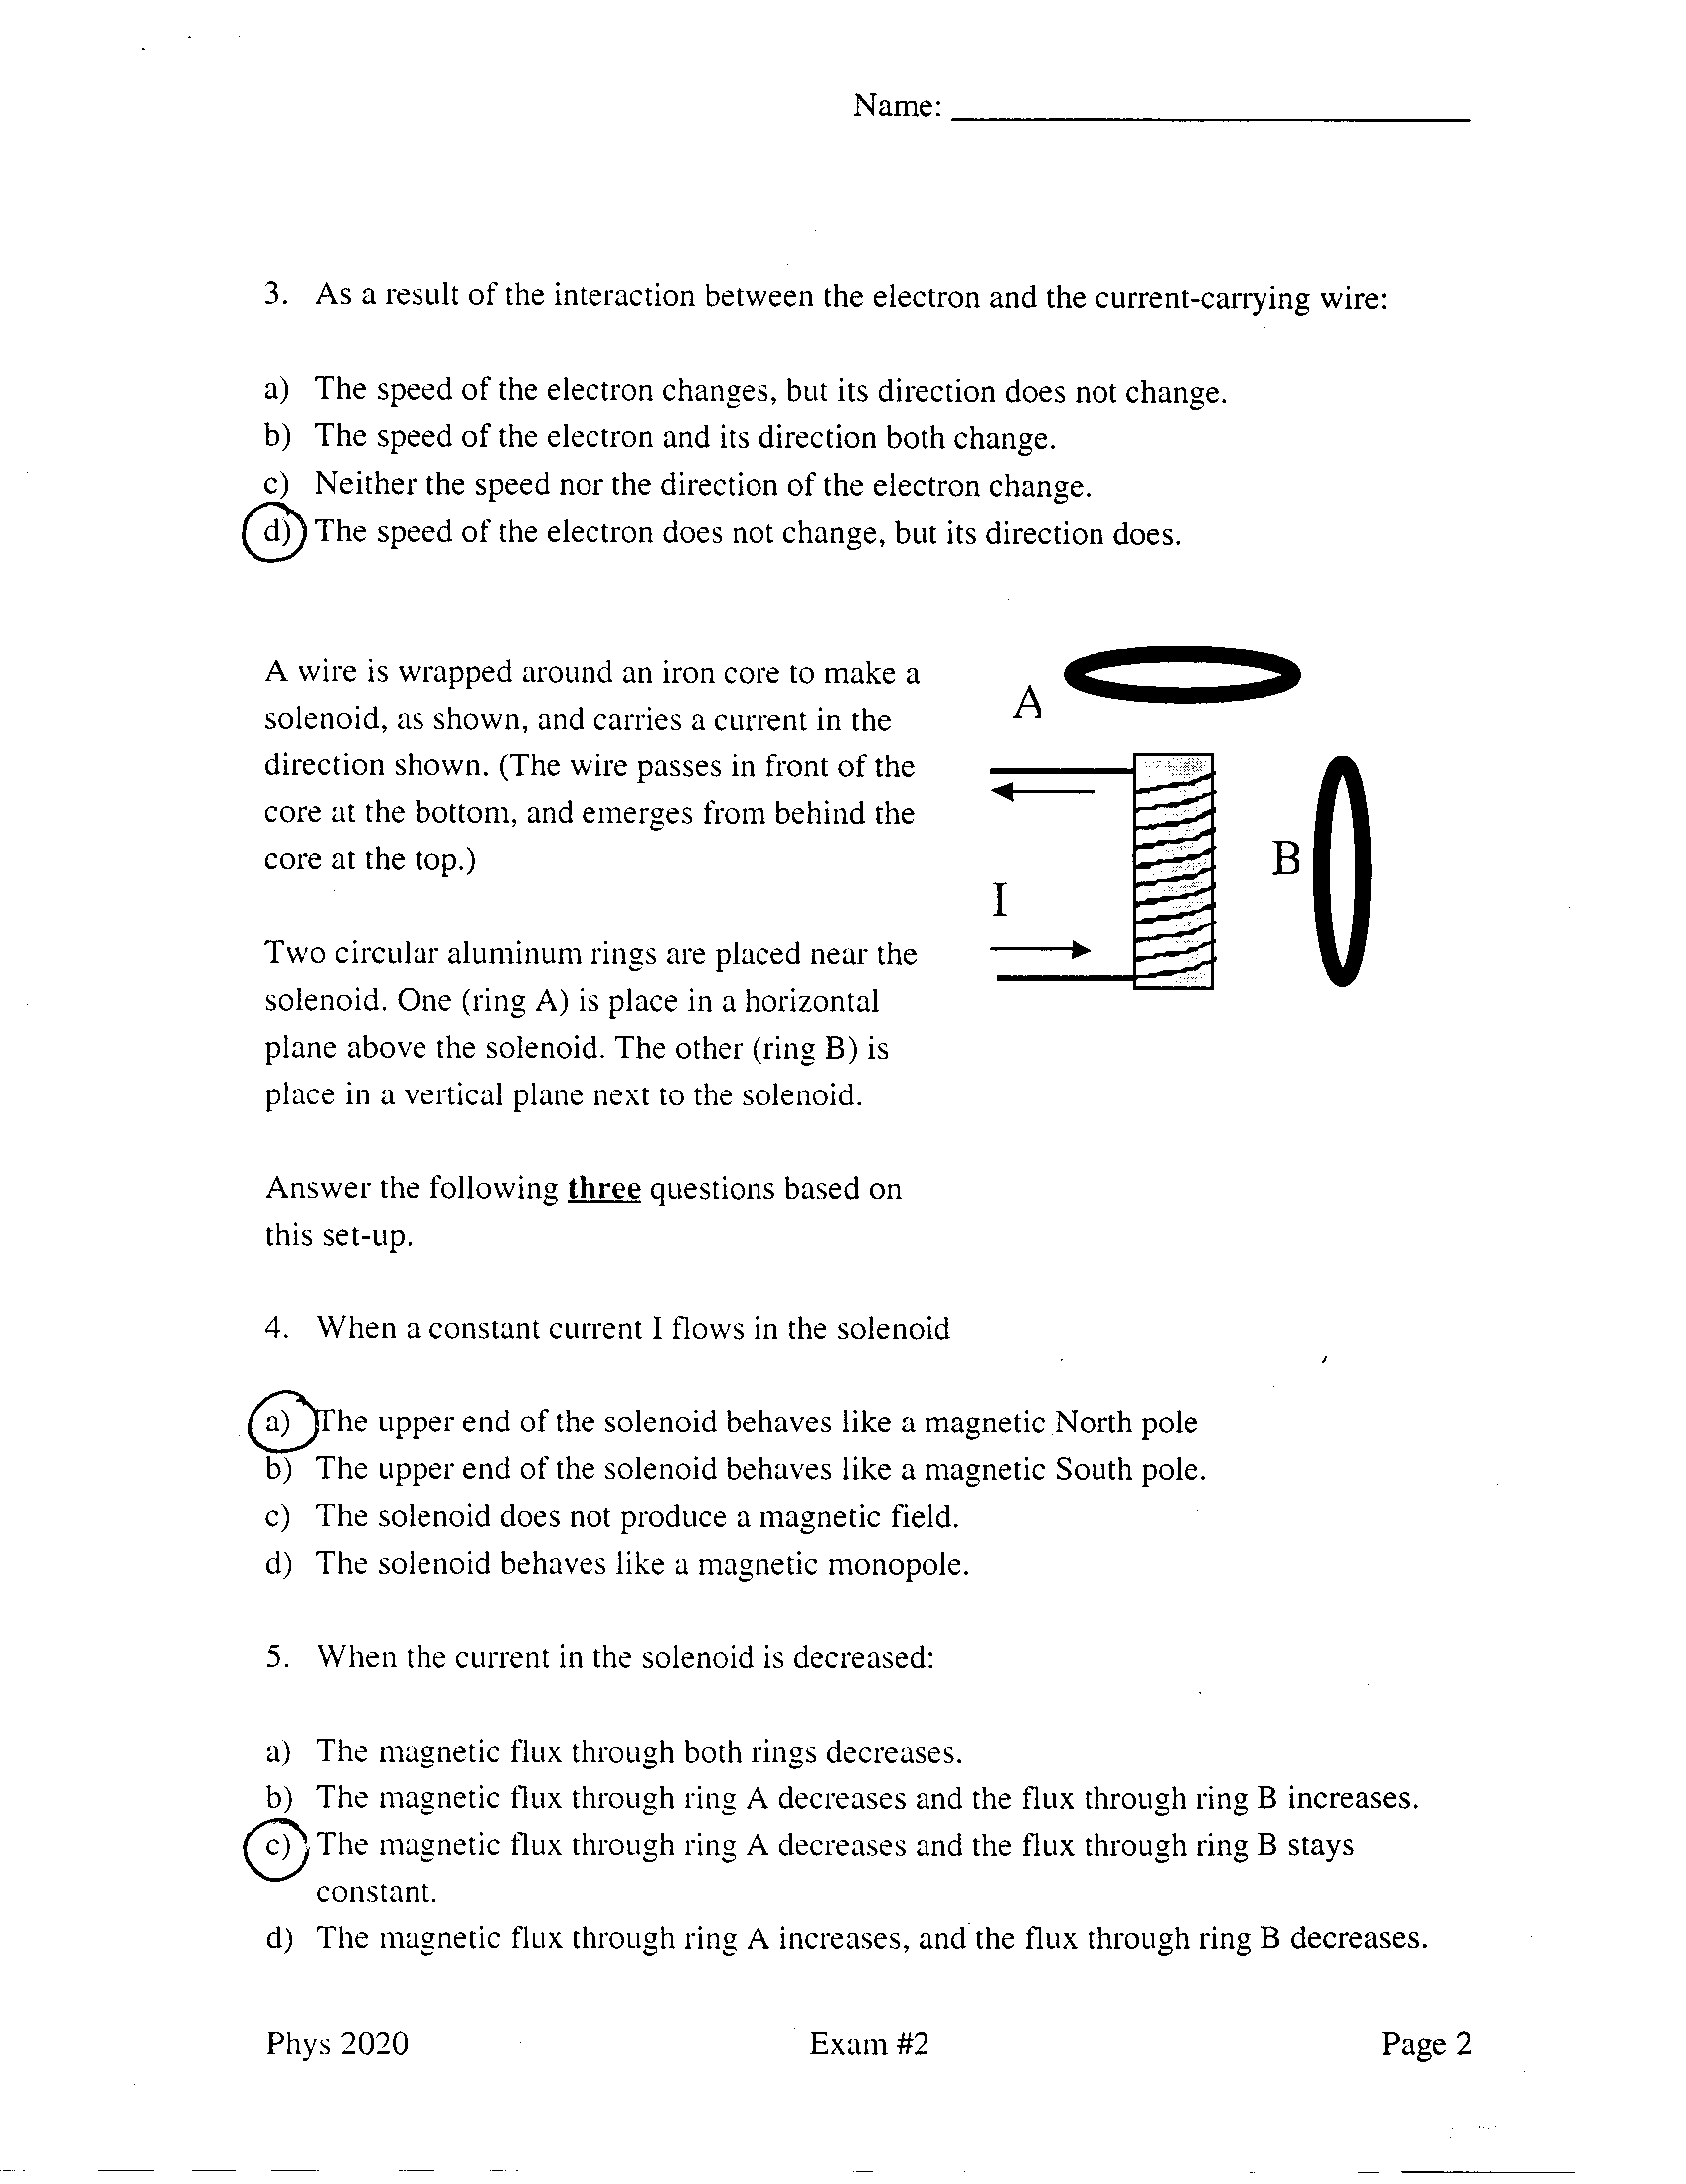 Name:
3. As a result of the interaction between the electron and the current-carrying wire:
a) The speed of the electron changes, but its direction does not change.
b) The speed of the electron and its direction both change.
c) Neither the speed nor the direction of the electron change.
d) The speed of the electron does not change, but its direction does.
A wire is wrapped around an iron core to make a
solenoid, as shown, and carries a current in the
direction shown. (The wire passes in front of the
core at the bottom, and emerges from behind the
core at the top.)
Two circular aluminum rings are placed near the
solenoid. One (ring A) is place in a horizontal
plane above the solenoid. The other (ring B) is
place in a vertical plane next to the solenoid.
Answer the following three questions based on
this set-up.
A
B
I
4. When a constant current I flows in the solenoid
a) The upper end of the solenoid behaves like a magnetic North pole
b) The upper end of the solenoid behaves like a magnetic South pole.
c) The solenoid does not produce a magnetic field.
d) The solenoid behaves like a magnetic monopole.
5. When the current in the solenoid is decreased:
a) The magnetic flux through both rings decreases.
b) The magnetic flux through ring A decreases and the flux through ring B increases.
c) The magnetic flux through ring A decreases and the flux through ring B stays
constant.
d) The magnetic flux through ring A increases, and the flux through ring B decreases.
Phys 2020 Exam #2 Page 2